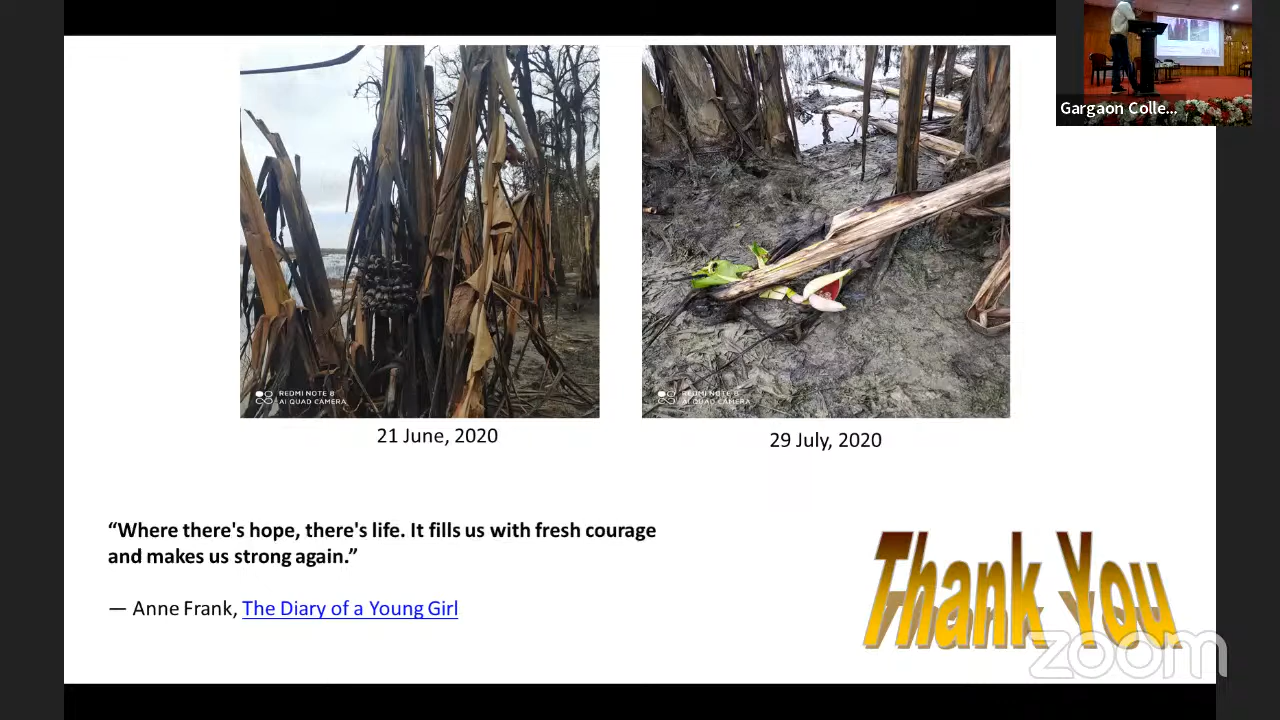 Gargaon Colle...
REDMI NOTE 8
AI QUAD CAMERA
REDMI NOTE 8
AI QUAD CAMERA
21 June, 2020
29 July, 2020
“Where there's hope, there's life. It fills us with fresh courage
and makes us strong again.”
— Anne Frank, The Diary of a Young Girl
Thank You
zoom